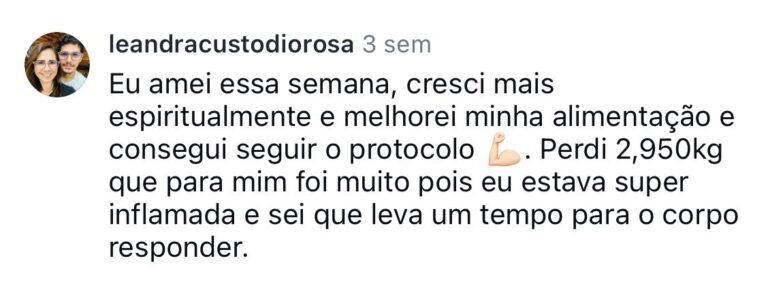 leandracustodiorosa 3 sem
Eu amei essa semana, cresci mais
espiritualmente e melhorei minha alimentação e
consegui seguir o protocolo 💪🏻. Perdi 2,950kg
que para mim foi muito pois eu estava super
inflamada e sei que leva um tempo para o corpo
responder.